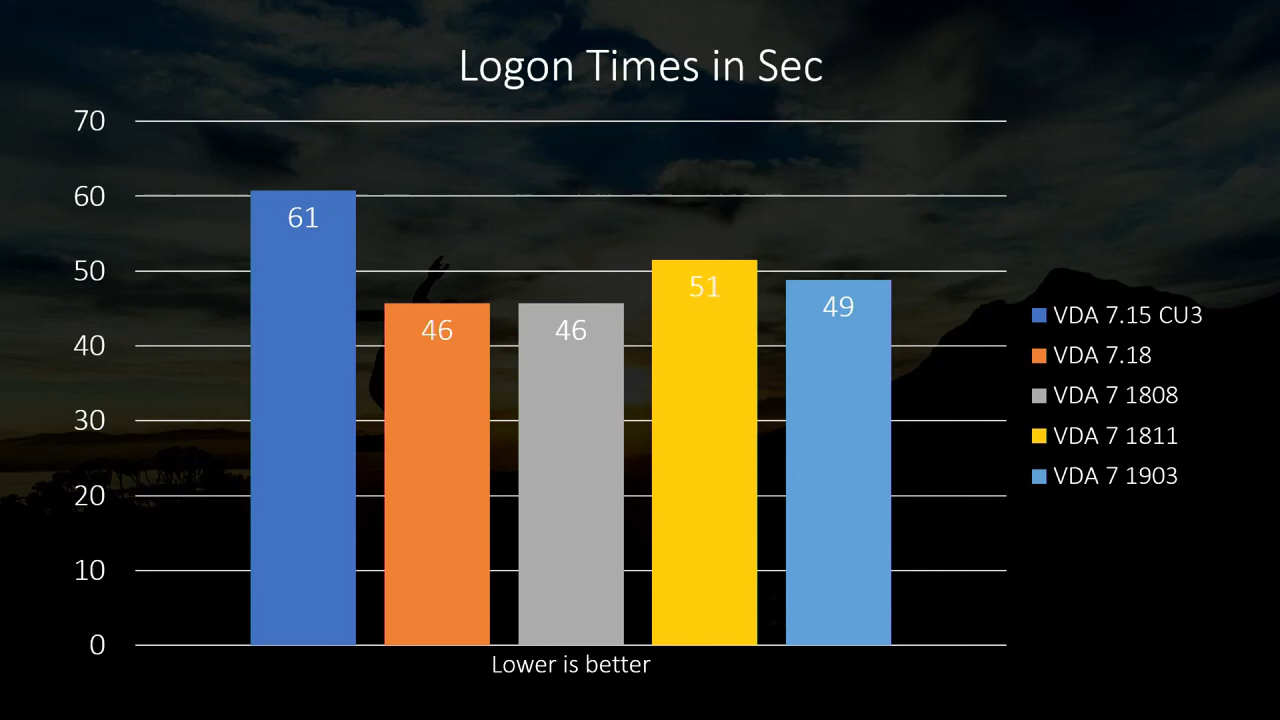 Logon Times in Sec
70
60
50
40
30
20
10
0
61
46
46
51
49
Lower is better
VDA 7.15 CU3
VDA 7.18
VDA 7 1808
VDA 7 1811
VDA 7 1903